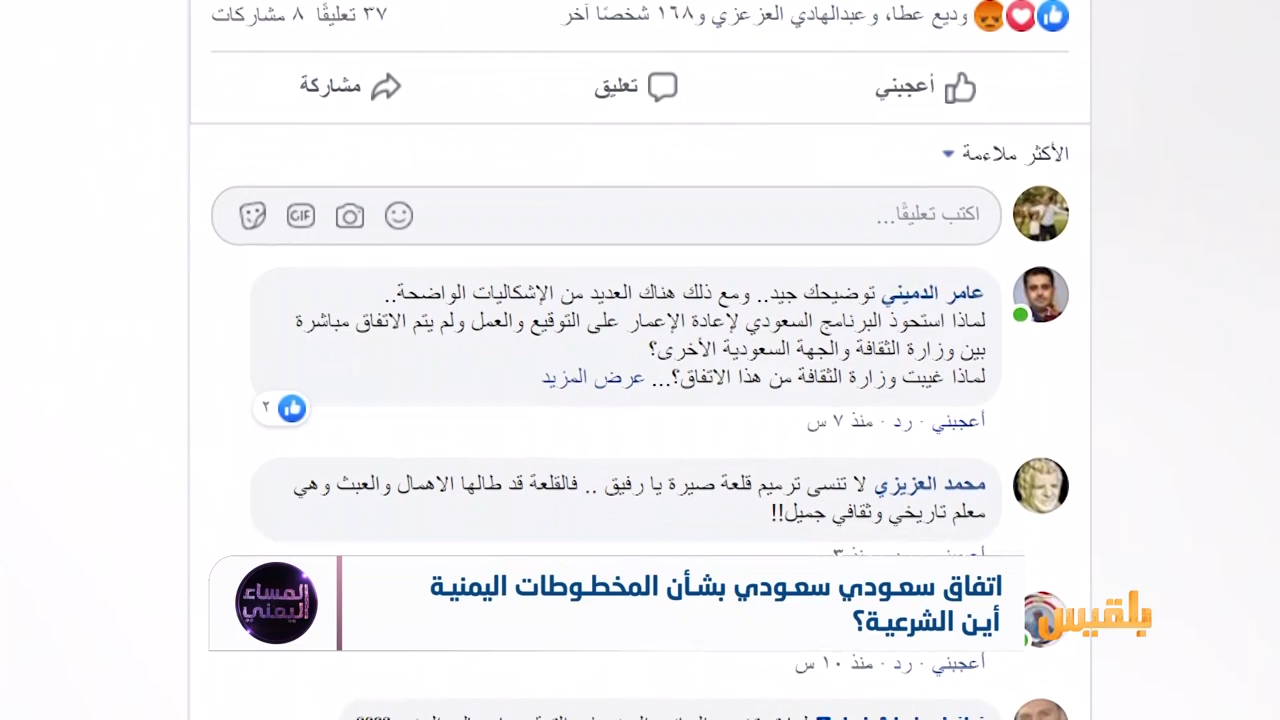 وديع عطا، وعبدالهادي العزعزي و١٦٨ شخصًا آخر
٣٧ تعليقًا ٨ مشاركات
أعجبني
تعليق
مشاركة
الأكثر ملاءمة
اكتب تعليقًا...
GIF
عامر الدميني توضيحك جيد.. ومع ذلك هناك العديد من الإشكاليات الواضحة..
لماذا استحوذ البرنامج السعودي لإعادة الإعمار على التوقيع والعمل ولم يتم الاتفاق مباشرة
بين وزارة الثقافة والجهة السعودية الأخرى؟
لماذا غيبت وزارة الثقافة من هذا الاتفاق؟... عرض المزيد
٢
أعجبني · رد · منذ ٧ س
محمد العزيزي لا تنسى ترميم قلعة صيرة يا رفيق .. فالقلعة قد طالها الاهمال والعبث وهي
معلم تاريخي وثقافي جميل!!
اتفاق سعودي سعودي بشأن المخطوطات اليمنية
أين الشرعية؟
المساء
اليمني
بلقيس
أعجبني · رد · منذ ١٠ س